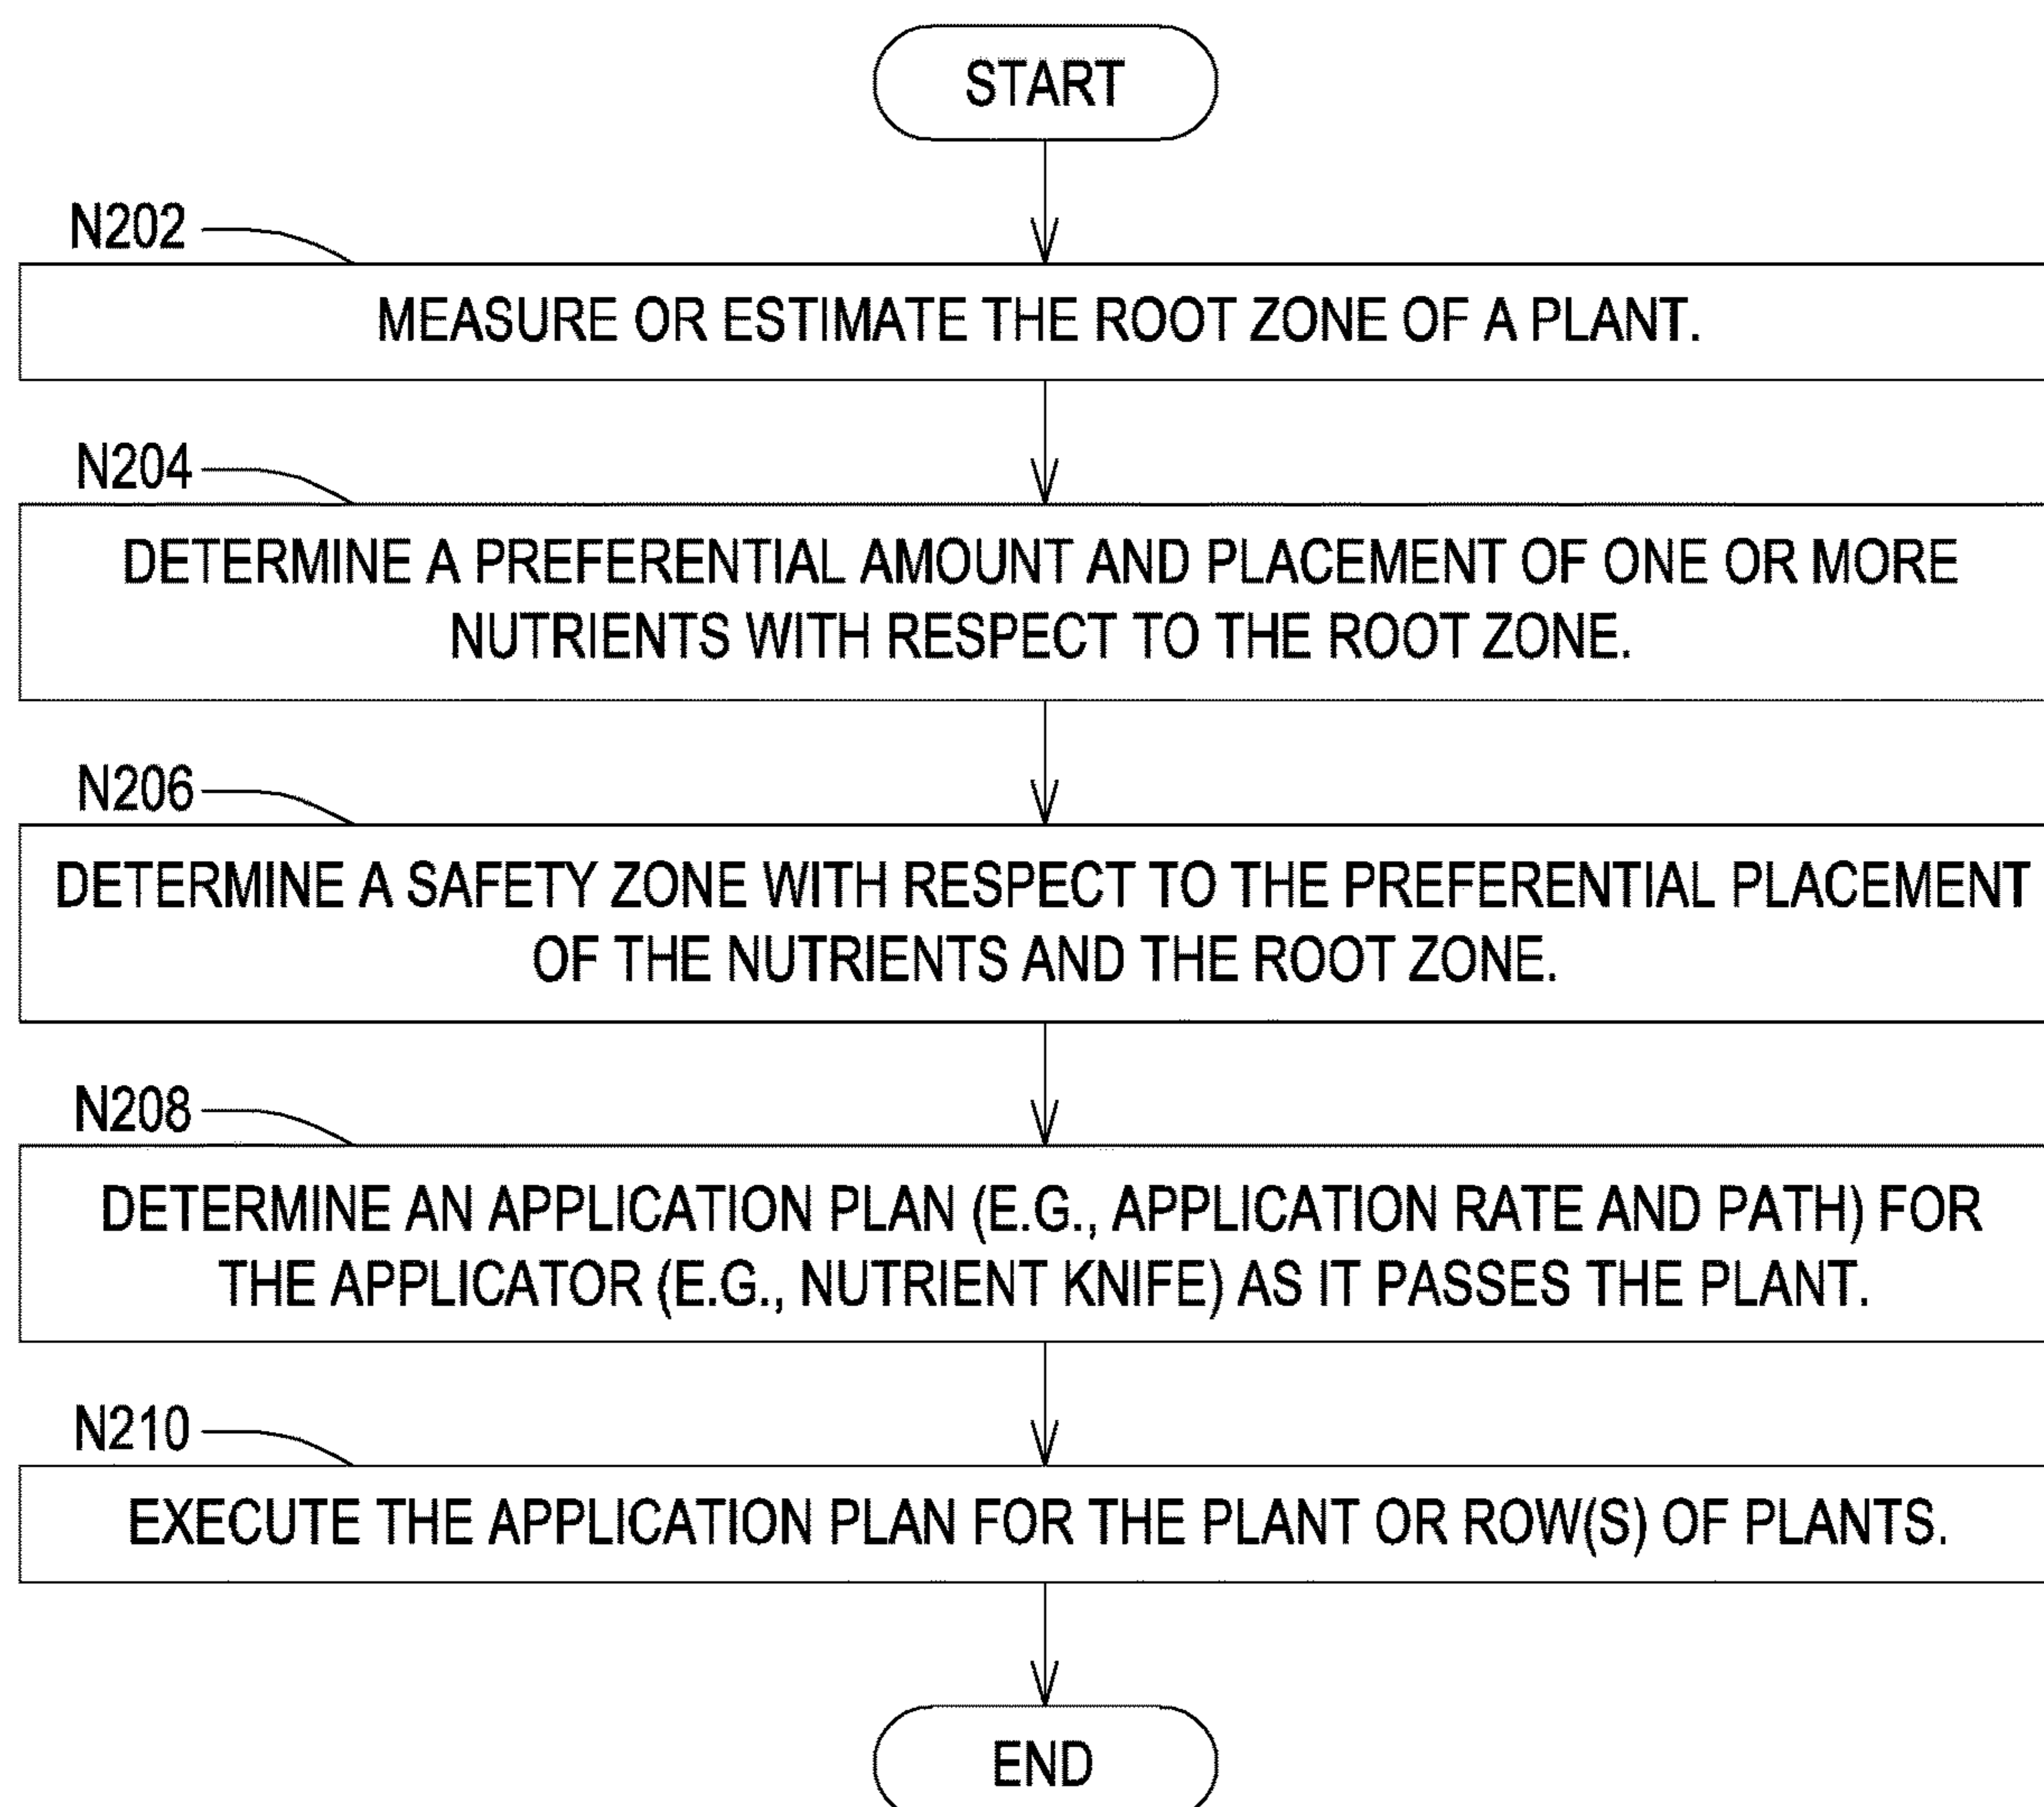 START
N202
MEASURE OR ESTIMATE THE ROOT ZONE OF A PLANT.
N204
DETERMINE A PREFERENTIAL AMOUNT AND PLACEMENT OF ONE OR MORE
NUTRIENTS WITH RESPECT TO THE ROOT ZONE.
N206
DETERMINE A SAFETY ZONE WITH RESPECT TO THE PREFERENTIAL PLACEMENT
OF THE NUTRIENTS AND THE ROOT ZONE.
N208
DETERMINE AN APPLICATION PLAN (E.G., APPLICATION RATE AND PATH) FOR
THE APPLICATOR (E.G., NUTRIENT KNIFE) AS IT PASSES THE PLANT.
N210
EXECUTE THE APPLICATION PLAN FOR THE PLANT OR ROW(S) OF PLANTS.
END